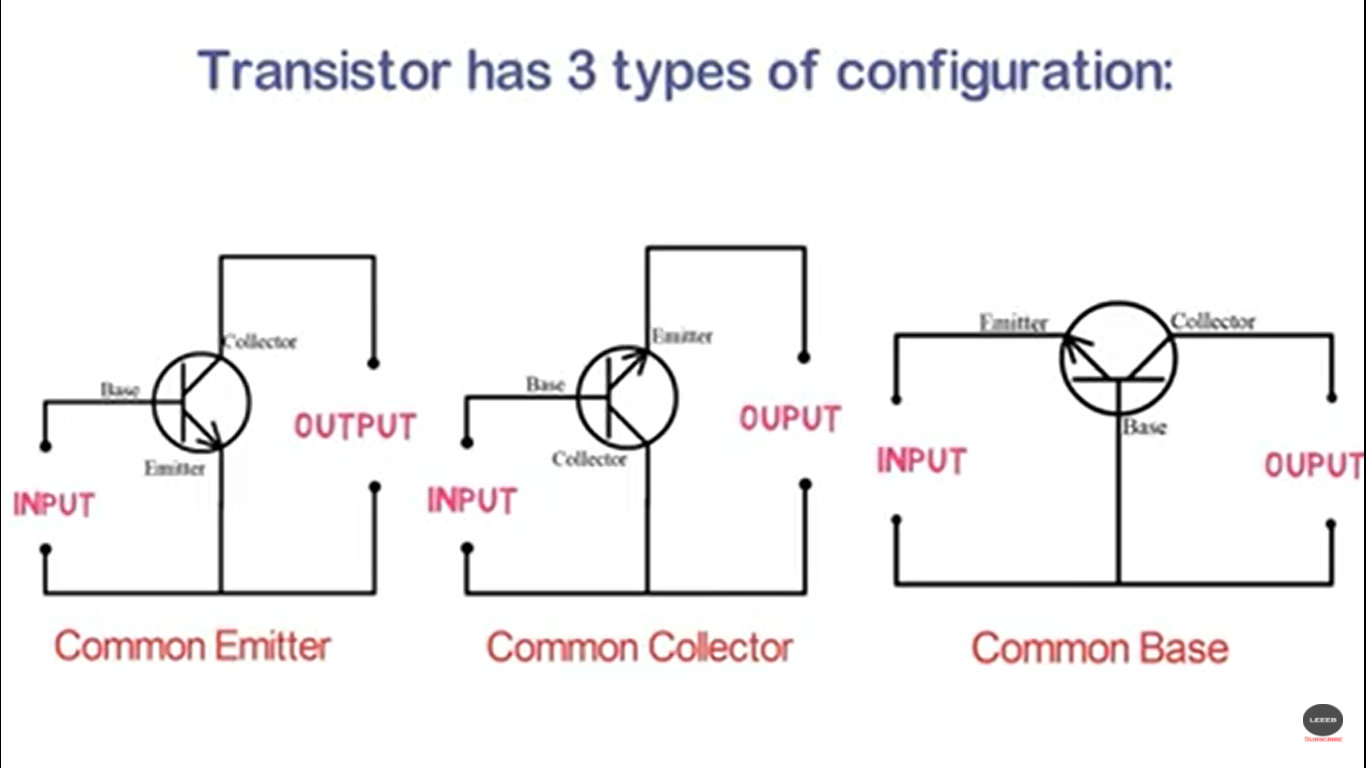 Transistor has 3 types of configuration:
Collector
Base
Emitter
INPUT
OUTPUT
Common Emitter
Emitter
Base
Collector
INPUT
OUPUT
Common Collector
Emitter
Collector
Base
INPUT
OUPUT
Common Base
LEEEB
SUBSCRIBE